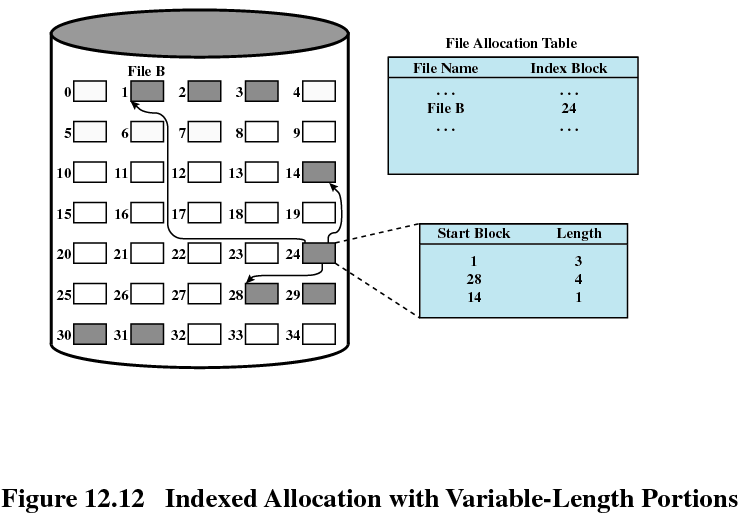 File Allocation Table
File Name Index Block
. . . . . .
File B 24
. . . . . .
File B
0 1 2 3 4
5 6 7 8 9
10 11 12 13 14
15 16 17 18 19
20 21 22 23 24
25 26 27 28 29
30 31 32 33 34
Start Block Length
1 3
28 4
14 1
Figure 12.12 Indexed Allocation with Variable-Length Portions